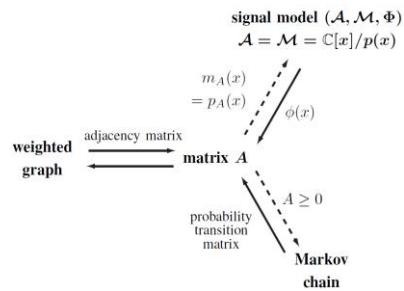 signal model (𝒜, ℳ, Φ)
𝒜 = ℳ = ℂ[x]/p(x)
m_A(x)
= p_A(x)
ϕ(x)
adjacency matrix
weighted
graph
matrix A
A ≥ 0
probability
transition
matrix
Markov
chain